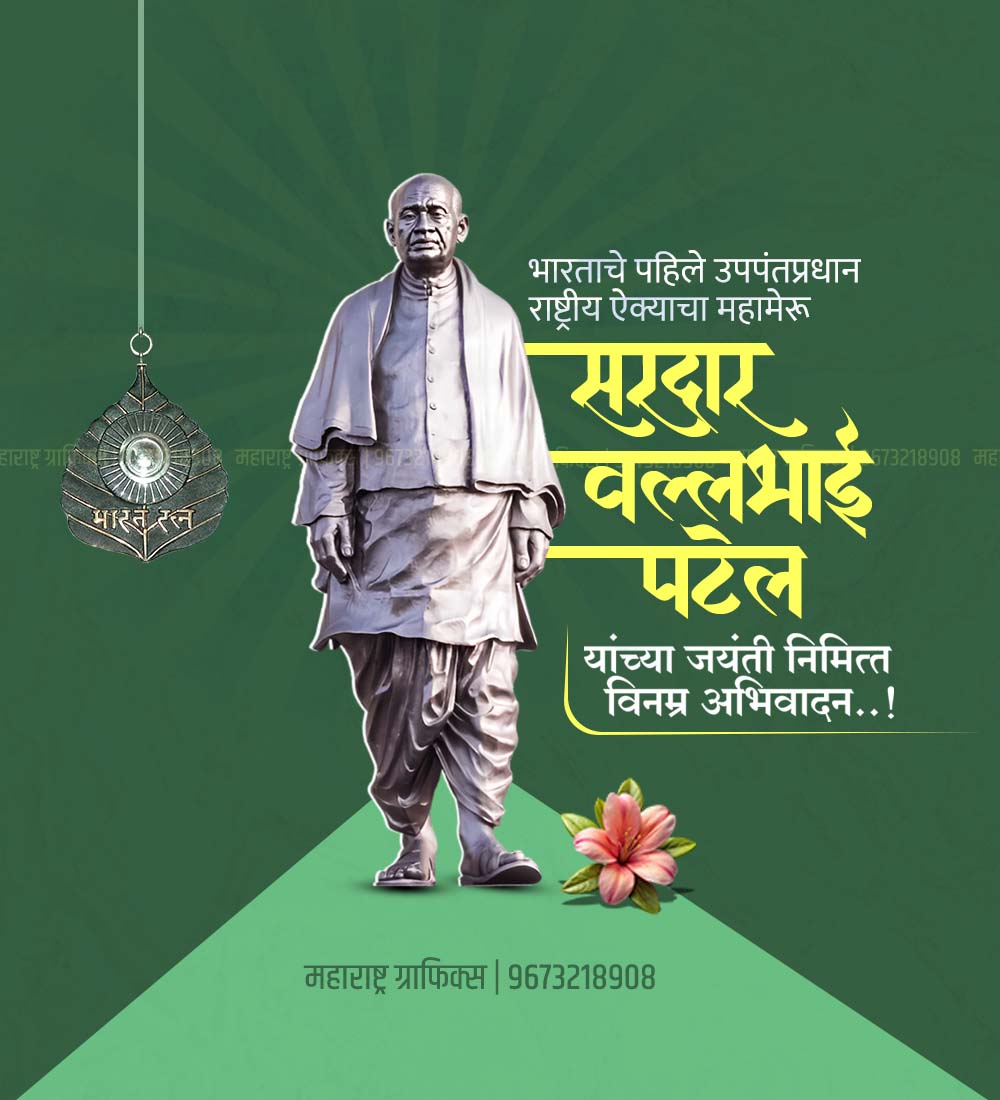 भारताचे पहिले उपपंतप्रधान
राष्ट्रीय ऐक्याचा महामेरू
सरदार
वल्लभाई
पटेल
यांच्या जयंती निमित्त
विनम्र अभिवादन..!
भारत रत्न
महाराष्ट्र ग्राफिक्स | 9673218908